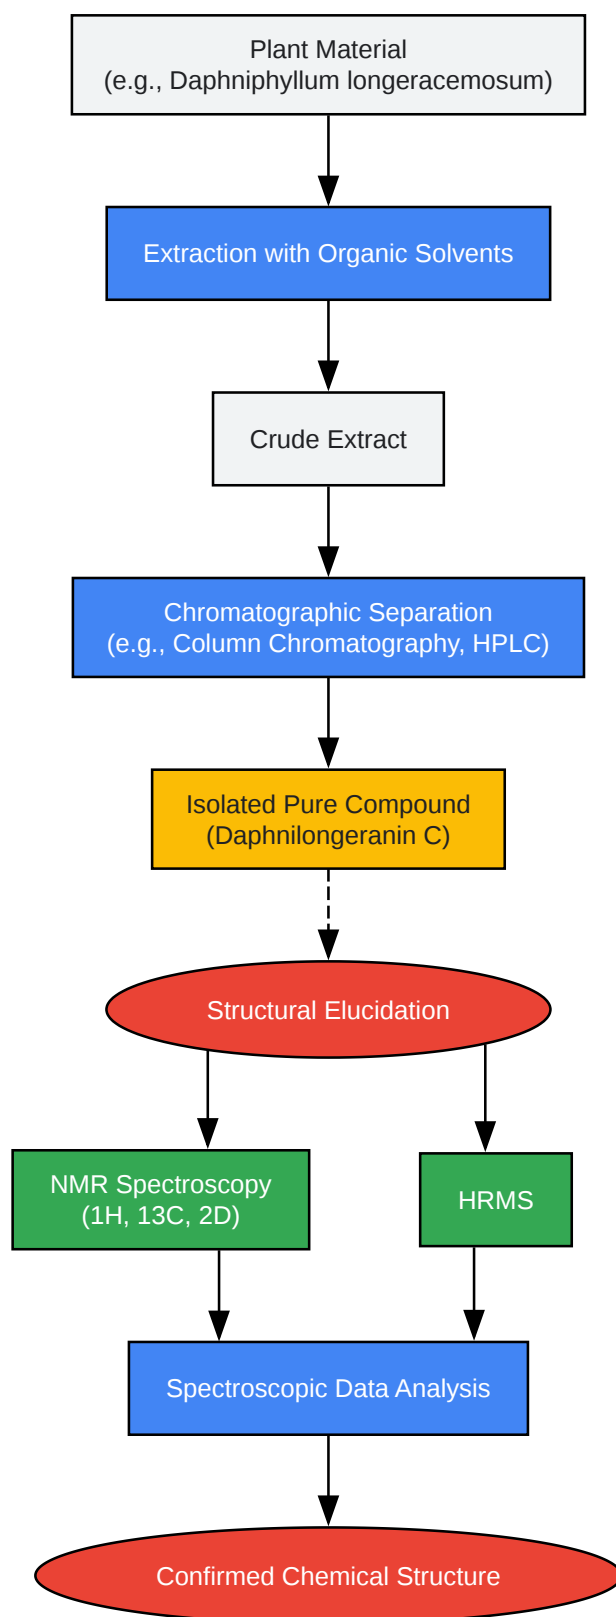 Plant Material
(e.g., Daphniphyllum longeracemosum)
Extraction with Organic Solvents
Crude Extract
Chromatographic Separation
(e.g., Column Chromatography, HPLC)
Isolated Pure Compound
(Daphnilongeranin C)
Structural Elucidation
NMR Spectroscopy
(1H, 13C, 2D)
HRMS
Spectroscopic Data Analysis
Confirmed Chemical Structure